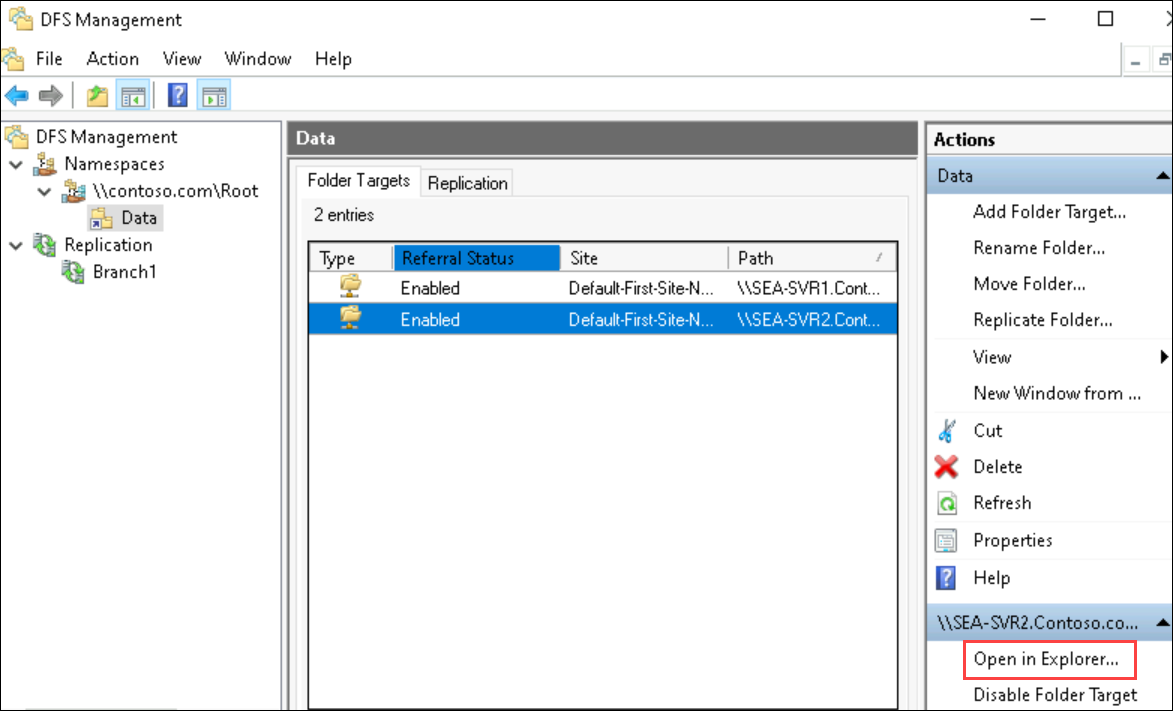 DFS Management
File Action View Window Help
DFS Management
Namespaces
\\contoso.com\Root
Data
Replication
Branch1
Data
Folder Targets Replication
2 entries
Type Referral Status Site Path
Enabled Default-First-Site-N... \\SEA-SVR1.Cont...
Enabled Default-First-Site-N... \\SEA-SVR2.Cont...
Actions
Data
Add Folder Target...
Rename Folder...
Move Folder...
Replicate Folder...
View
New Window from ...
Cut
Delete
Refresh
Properties
Help
\\SEA-SVR2.Contoso.co...
Open in Explorer...
Disable Folder Target